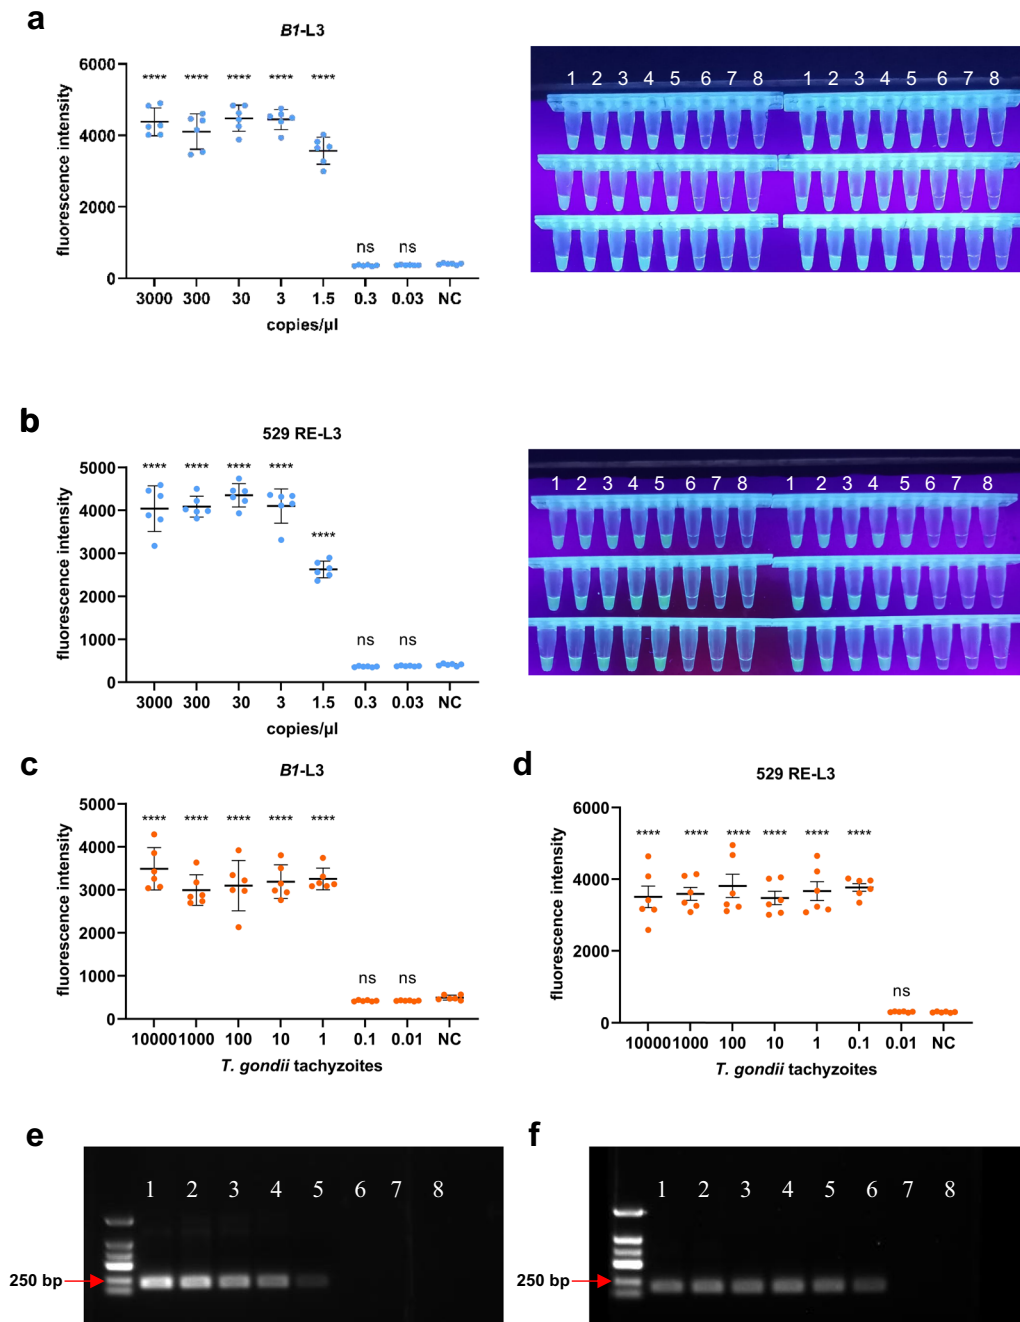 a
B1-L3
fluorescence intensity
6000
4000
2000
0
**** **** **** **** ****
ns ns
3000 300 30 3 1.5 0.3 0.03 NC
copies/µl
1 2 3 4 5 6 7 8 1 2 3 4 5 6 7 8
b
529 RE-L3
fluorescence intensity
5000
4000
3000
2000
1000
0
**** **** **** ****
****
ns ns
3000 300 30 3 1.5 0.3 0.03 NC
copies/µl
1 2 3 4 5 6 7 8 1 2 3 4 5 6 7 8
c
B1-L3
fluorescence intensity
5000
4000
3000
2000
1000
0
**** **** **** **** ****
ns ns
10000 1000 100 10 1 0.1 0.01 NC
T. gondii tachyzoites
d
529 RE-L3
fluorescence intensity
6000
4000
2000
0
**** **** **** **** **** ****
ns
10000 1000 100 10 1 0.1 0.01 NC
T. gondii tachyzoites
e
1 2 3 4 5 6 7 8
250 bp
f
1 2 3 4 5 6 7 8
250 bp